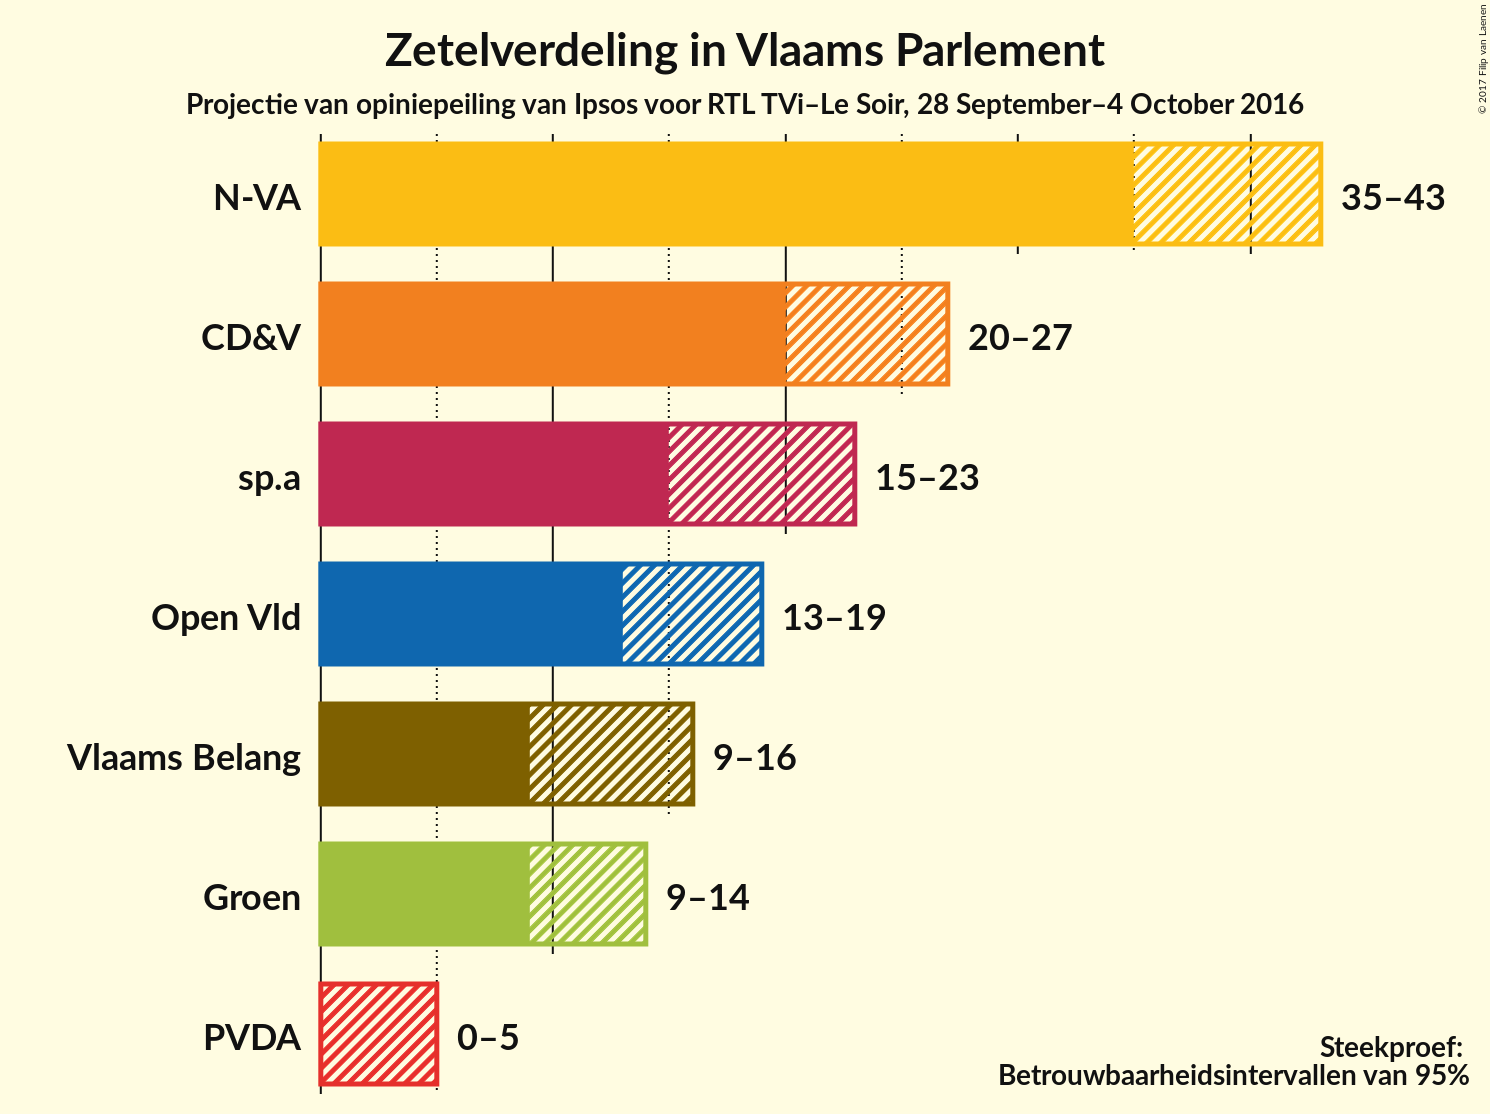 Zetelverdeling in Vlaams Parlement
Projectie van opiniepeiling van Ipsos voor RTL TVi–Le Soir, 28 September–4 October 2016
© 2017 Filip van Laenen
N-VA 35–43
CD&V 20–27
sp.a 15–23
Open Vld 13–19
Vlaams Belang 9–16
Groen 9–14
PVDA 0–5
Steekproef:
Betrouwbaarheidsintervallen van 95%